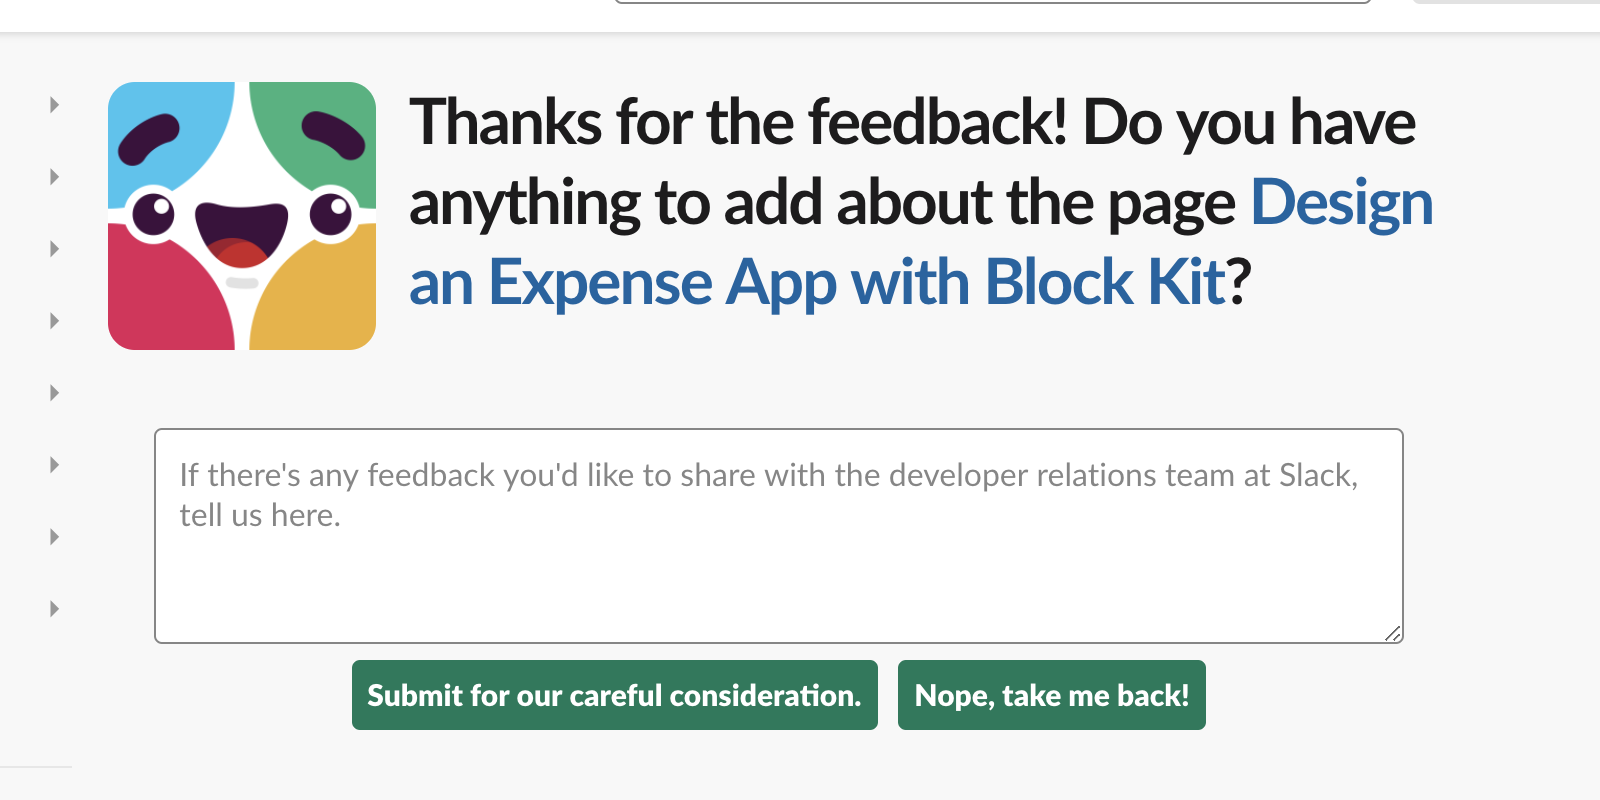 Thanks for the feedback! Do you have
anything to add about the page Design
an Expense App with Block Kit?
If there's any feedback you'd like to share with the developer relations team at Slack,
tell us here.
Submit for our careful consideration.
Nope, take me back!